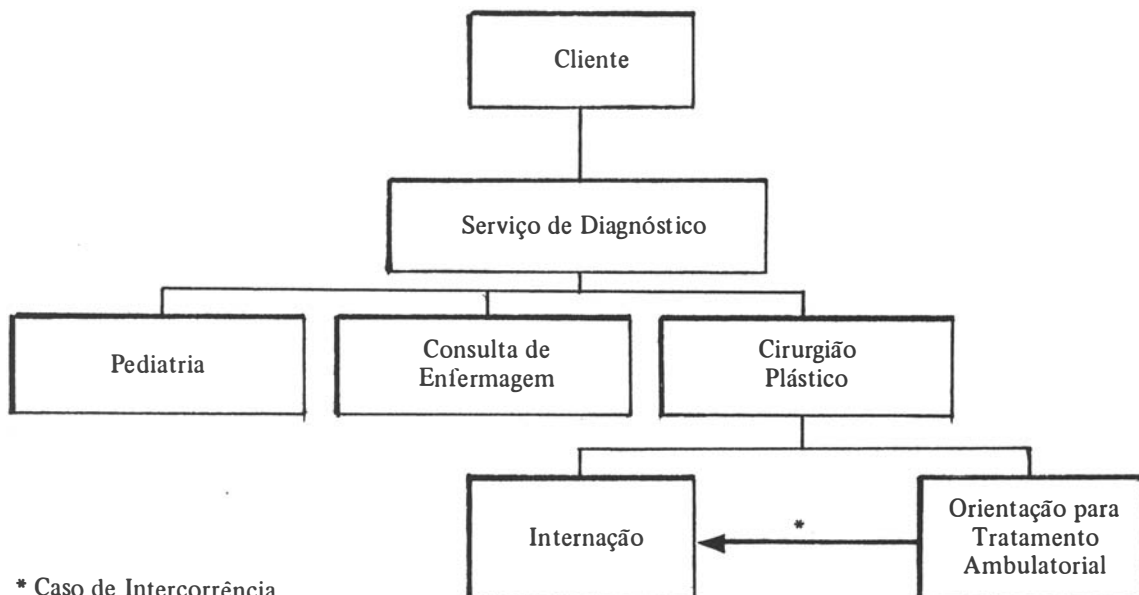 Cliente
Serviço de Diagnóstico
Pediatria
Consulta de
Enfermagem
Cirurgião
Plástico
Internação
*
Orientação para
Tratamento
Ambulatorial
* Caso de Intercorrência